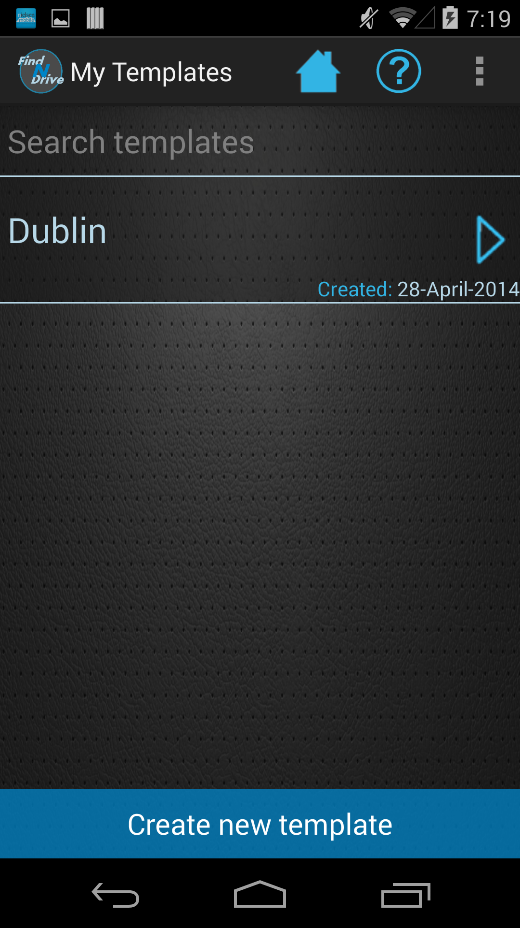 7:19
Find
N
Drive
My Templates
?
Search templates
Dublin
Created: 28-April-2014
Create new template